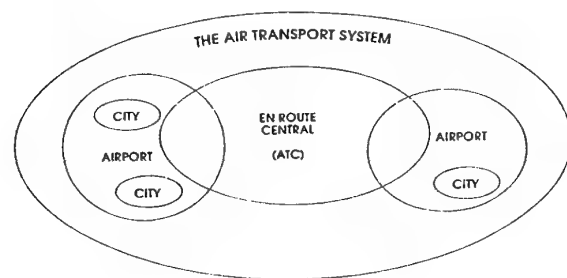 THE AIR TRANSPORT SYSTEM
CITY
AIRPORT
CITY
EN ROUTE
CENTRAL
(ATC)
AIRPORT
CITY